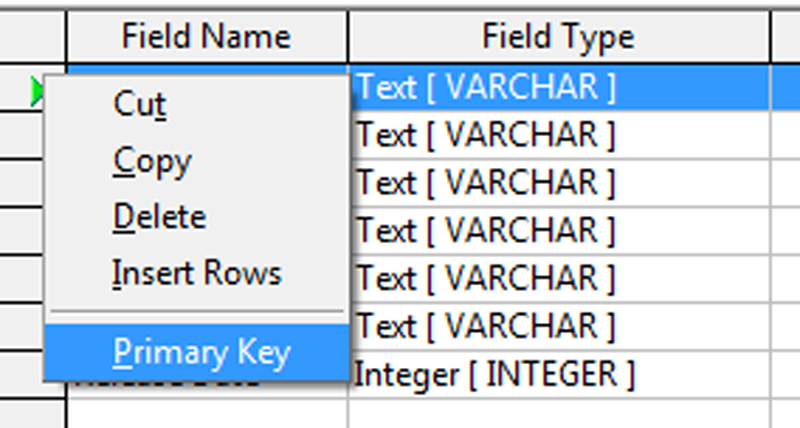 Field Name Field Type
Text [ VARCHAR ]
Cut
Text [ VARCHAR ]
Copy
Text [ VARCHAR ]
Delete
Text [ VARCHAR ]
Insert Rows
Text [ VARCHAR ]
Text [ VARCHAR ]
Primary Key
Integer [ INTEGER ]